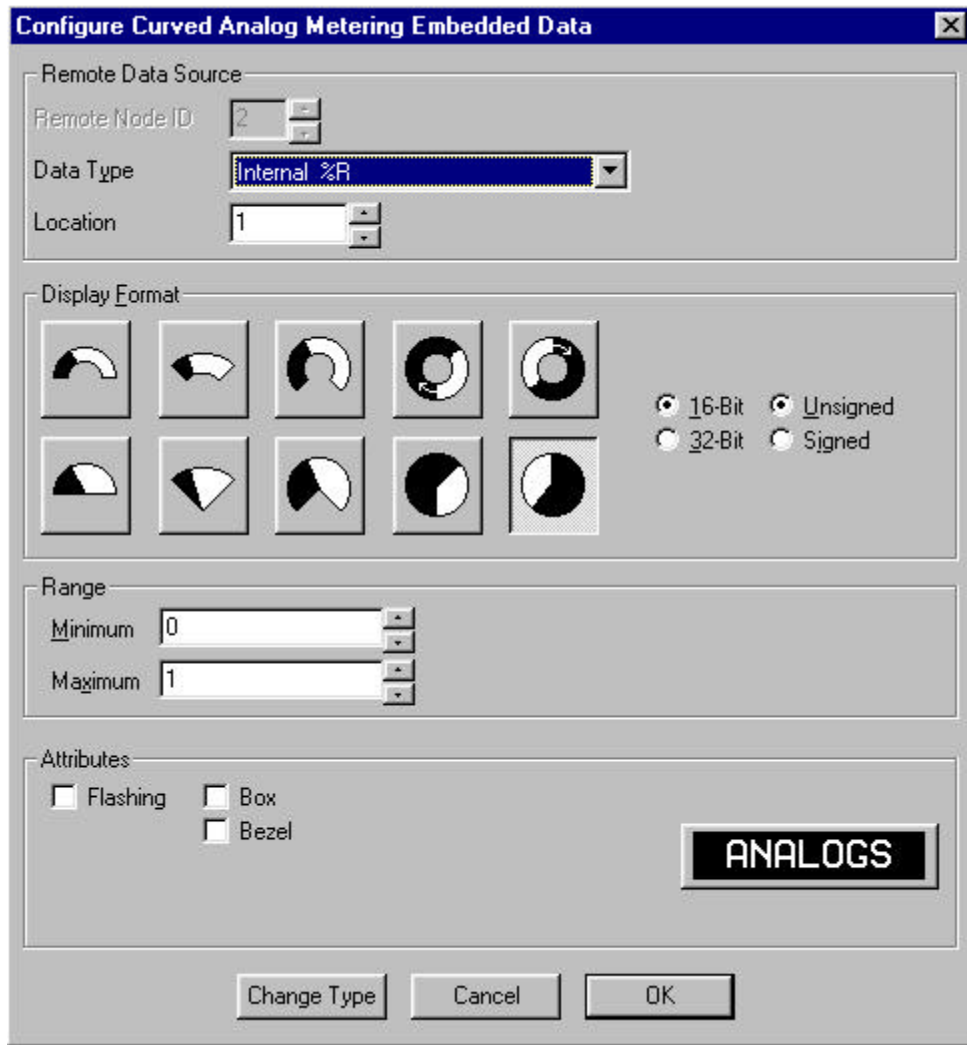 Configure Curved Analog Metering Embedded Data
Remote Data Source
Remote Node ID 2
Data Type Internal %R
Location 1
Display Format
16-Bit Unsigned
32-Bit Signed
Range
Minimum 0
Maximum 1
Attributes
Flashing Box
Bezel
ANALOGS
Change Type Cancel OK